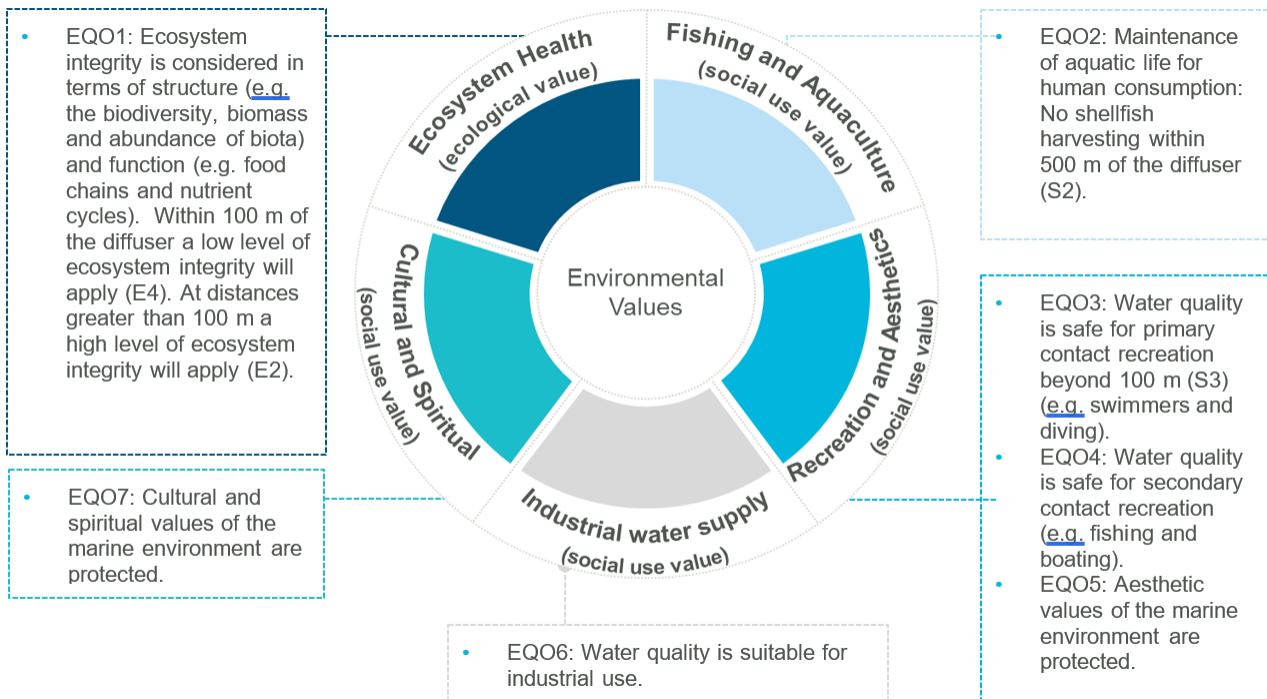 EQO1: Ecosystem
integrity is considered in
terms of structure (e.g.
the biodiversity, biomass
and abundance of biota)
and function (e.g. food
chains and nutrient
cycles). Within 100 m of
the diffuser a low level of
ecosystem integrity will
apply (E4). At distances
greater than 100 m a
high level of ecosystem
integrity will apply (E2).
EQO7: Cultural and
spiritual values of the
marine environment are
protected.
Ecosystem Health
(ecological value)
Fishing and Aquaculture
(social use value)
Cultural and Spiritual
(social use value)
Environmental
Values
Recreation and Aesthetics
(social use value)
Industrial water supply
(social use value)
EQO6: Water quality is suitable for
industrial use.
EQO2: Maintenance
of aquatic life for
human consumption:
No shellfish
harvesting within
500 m of the diffuser
(S2).
EQO3: Water quality
is safe for primary
contact recreation
beyond 100 m (S3)
(e.g. swimmers and
diving).
EQO4: Water quality
is safe for secondary
contact recreation
(e.g. fishing and
boating).
EQO5: Aesthetic
values of the marine
environment are
protected.